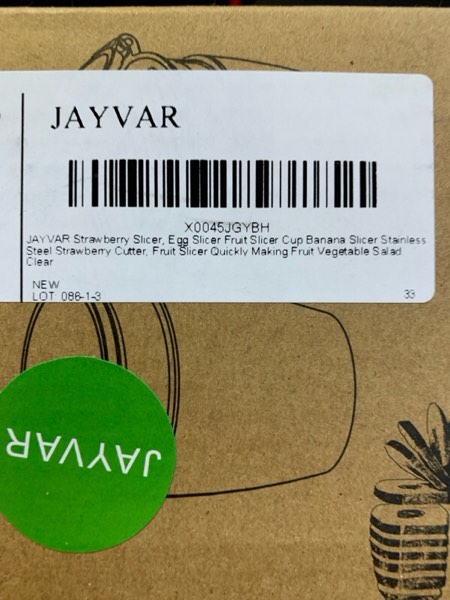 JAYVAR
X0045JGYBH
JAYVAR Strawberry Slicer, Egg Slicer Fruit Slicer Cup Banana Slicer Stainless
Steel Strawberry Cutter, Fruit Slicer Quickly Making Fruit Vegetable Salad
Clear
NEW
LOT 086-1-3
33
JAYVAR